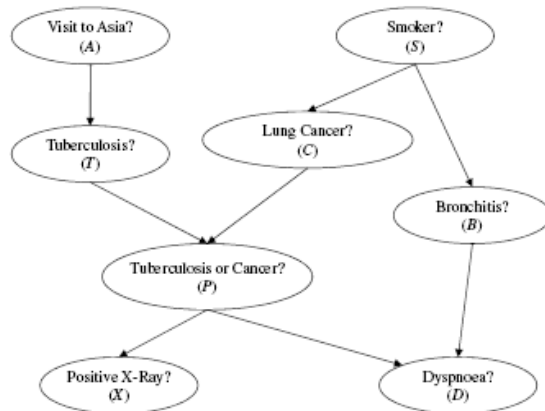 Visit to Asia?
(A)
Smoker?
(S)
Lung Cancer?
(C)
Tuberculosis?
(T)
Bronchitis?
(B)
Tuberculosis or Cancer?
(P)
Positive X-Ray?
(X)
Dyspnoea?
(D)